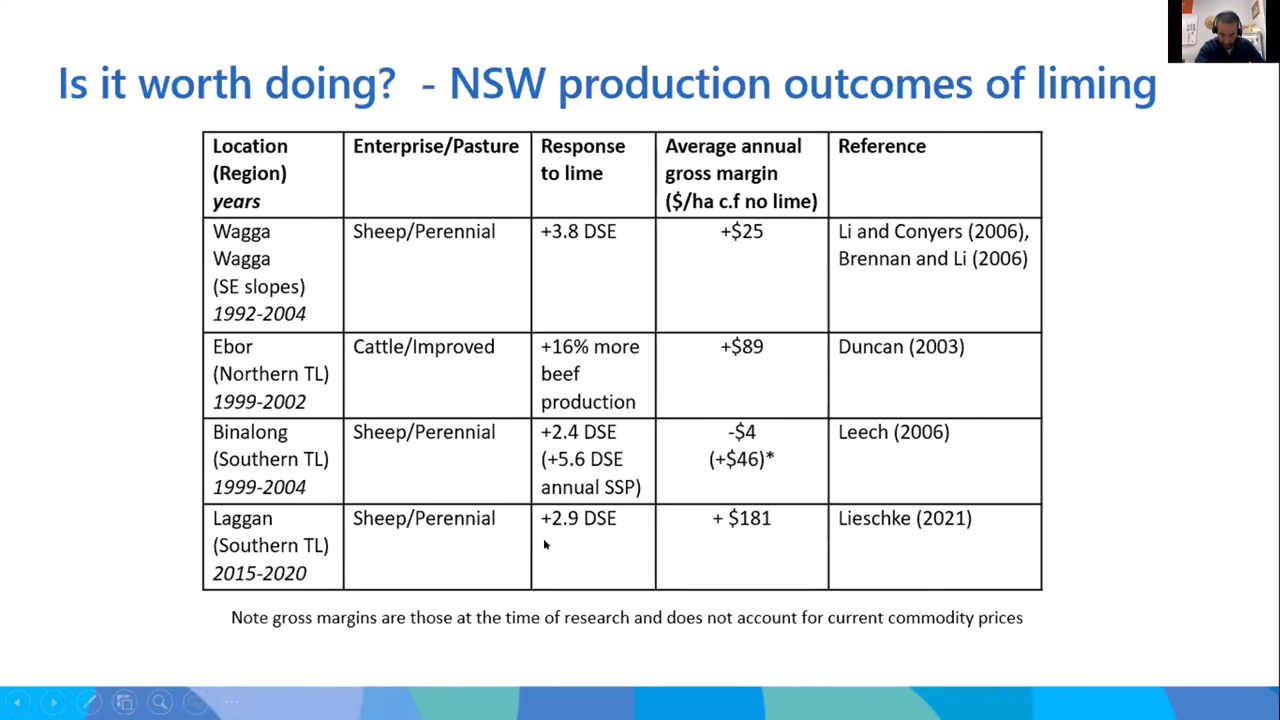 Is it worth doing?  - NSW production outcomes of liming
Location
(Region)
years
Enterprise/Pasture
Response
to lime
Average annual
gross margin
($/ha c.f no lime)
Reference
Wagga
Wagga
(SE slopes)
1992-2004
Sheep/Perennial
+3.8 DSE
+$25
Li and Conyers (2006),
Brennan and Li (2006)
Ebor
(Northern TL)
1999-2002
Cattle/Improved
+16% more
beef
production
+$89
Duncan (2003)
Binalong
(Southern TL)
1999-2004
Sheep/Perennial
+2.4 DSE
(+5.6 DSE
annual SSP)
-$4
(+$46)*
Leech (2006)
Laggan
(Southern TL)
2015-2020
Sheep/Perennial
+2.9 DSE
+ $181
Lieschke (2021)
Note gross margins are those at the time of research and does not account for current commodity prices